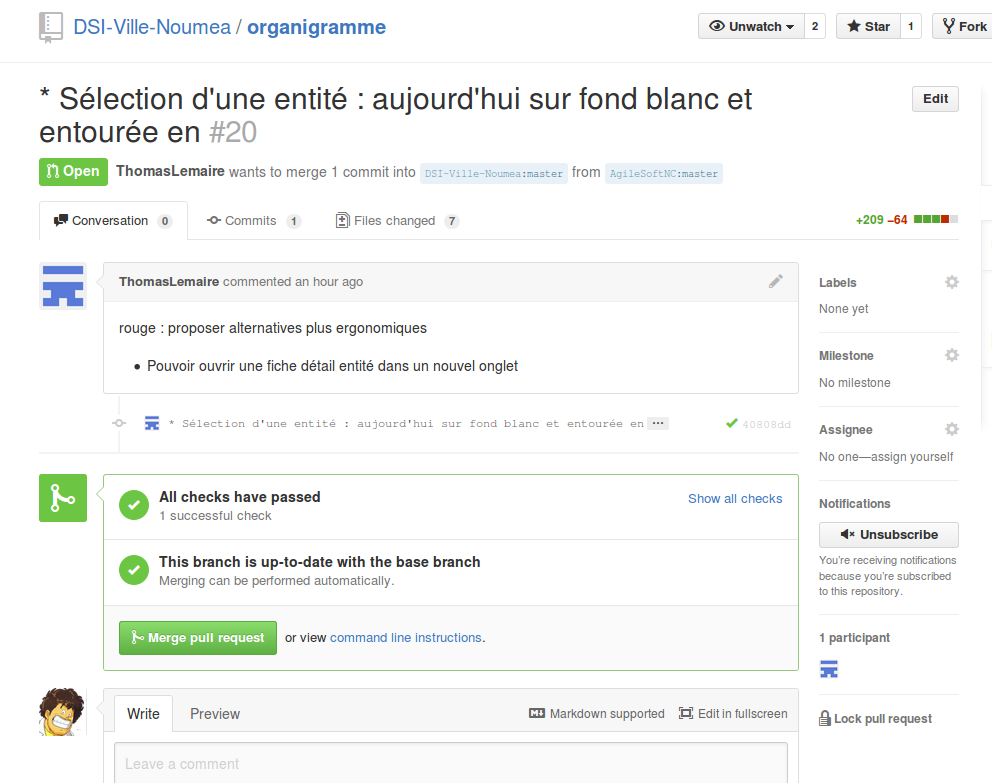 DSI-Ville-Noumea / organigramme
Unwatch 2
Star 1
Fork
* Sélection d'une entité : aujourd'hui sur fond blanc et
entourée en #20
Edit
Open ThomasLemaire wants to merge 1 commit into DSI-Ville-Noumea:master from AgileSoftNC:master
Conversation 0
Commits 1
Files changed 7
+209 −64
ThomasLemaire commented an hour ago
rouge : proposer alternatives plus ergonomiques
• Pouvoir ouvrir une fiche détail entité dans un nouvel onglet
* Sélection d'une entité : aujourd'hui sur fond blanc et entourée en ...
40808dd
All checks have passed
1 successful check
Show all checks
This branch is up-to-date with the base branch
Merging can be performed automatically.
Merge pull request or view command line instructions.
Write
Preview
Markdown supported
Edit in fullscreen
Leave a comment
Labels
None yet
Milestone
No milestone
Assignee
No one—assign yourself
Notifications
Unsubscribe
You're receiving notifications
because you're subscribed
to this repository.
1 participant
Lock pull request